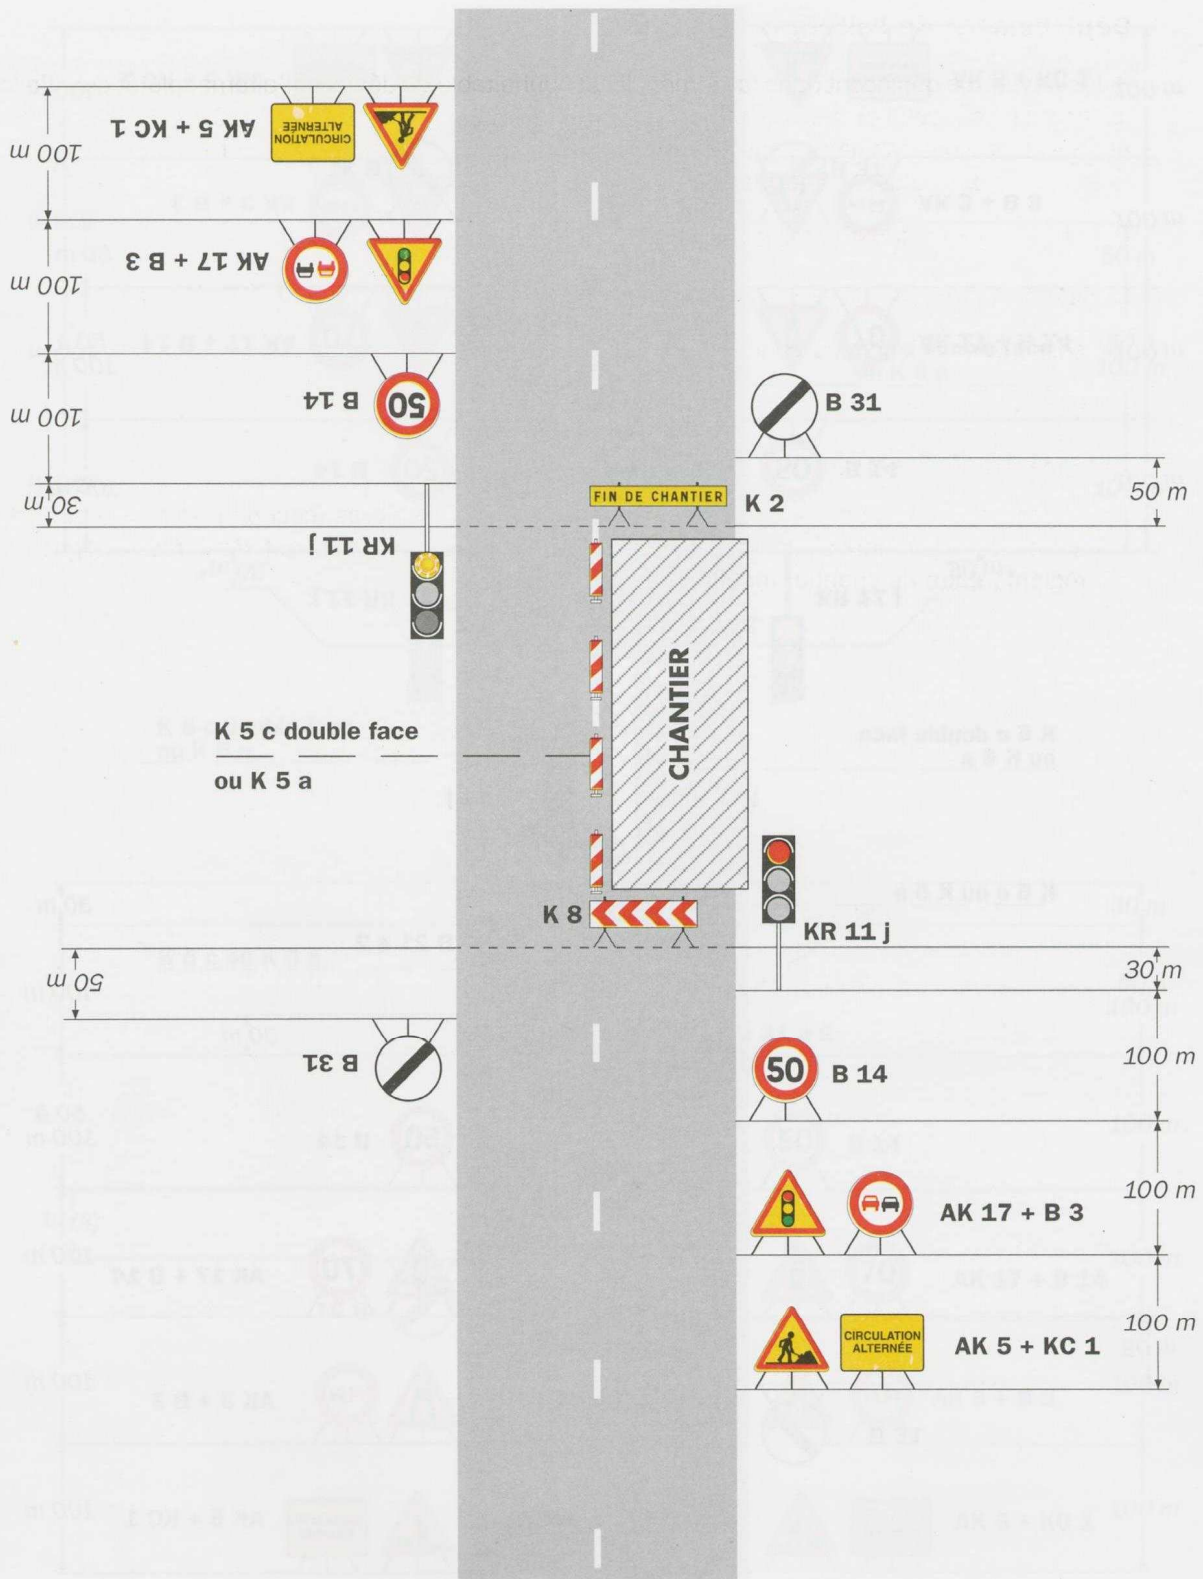 AK 5 + KC 1
CIRCULATION
ALTERNÉE
100 m
AK 17 + B 3
100 m
B 14
50
100 m
B 31
50 m
FIN DE CHANTIER
K 2
30 m
KR 11 j
CHANTIER
K 5 c double face
ou K 5 a
K 8
KR 11 j
30 m
50 m
B 31
50
B 14
100 m
AK 17 + B 3
100 m
CIRCULATION
ALTERNÉE
AK 5 + KC 1
100 m